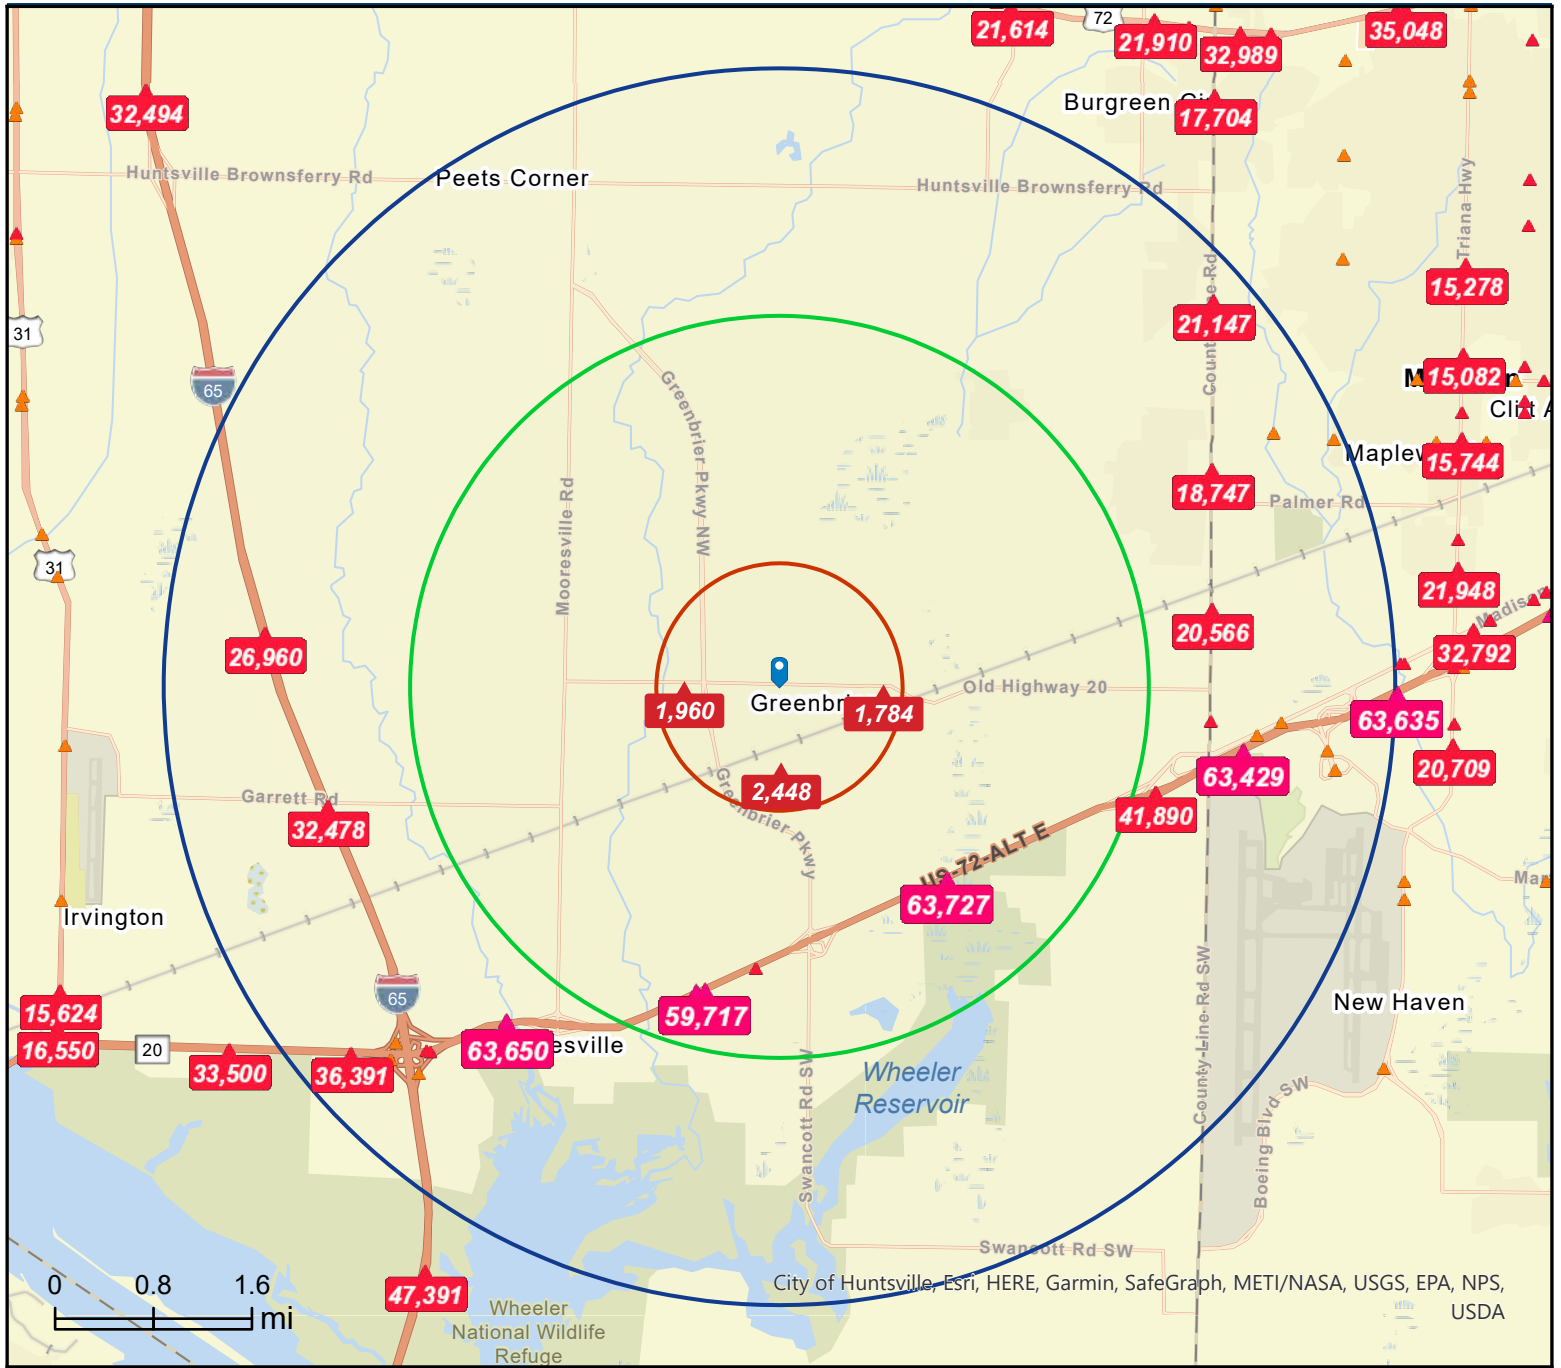 72
21,614
21,910
32,989
35,048
32,494
Burgreen
17,704
Huntsville Brownsferry Rd
Peets Corner
Huntsville Brownsferry Rd
Triana Hwy
15,278
31
21,147
65
15,082
Greenbrier Pkwy NW
15,744
Mooresville Rd
18,747
Palmer Rd
31
21,948
20,566
26,960
32,792
Old Highway 20
1,960
1,784
63,635
63,429
20,709
2,448
Garrett Rd
32,478
41,890
Greenbrier Pkwy
US-72-ALT E
63,727
Irvington
65
County-Line Rd SW
New Haven
15,624
59,717
16,550
20
33,500
36,391
63,650
Wheeler
Reservoir
Swancott Rd SW
Boeing Blvd SW
Swancott Rd SW
0 0.8 1.6
mi
47,391
Wheeler
National Wildlife
Refuge
City of Huntsville, Esri, HERE, Garmin, SafeGraph, METI/NASA, USGS, EPA, NPS,
USDA